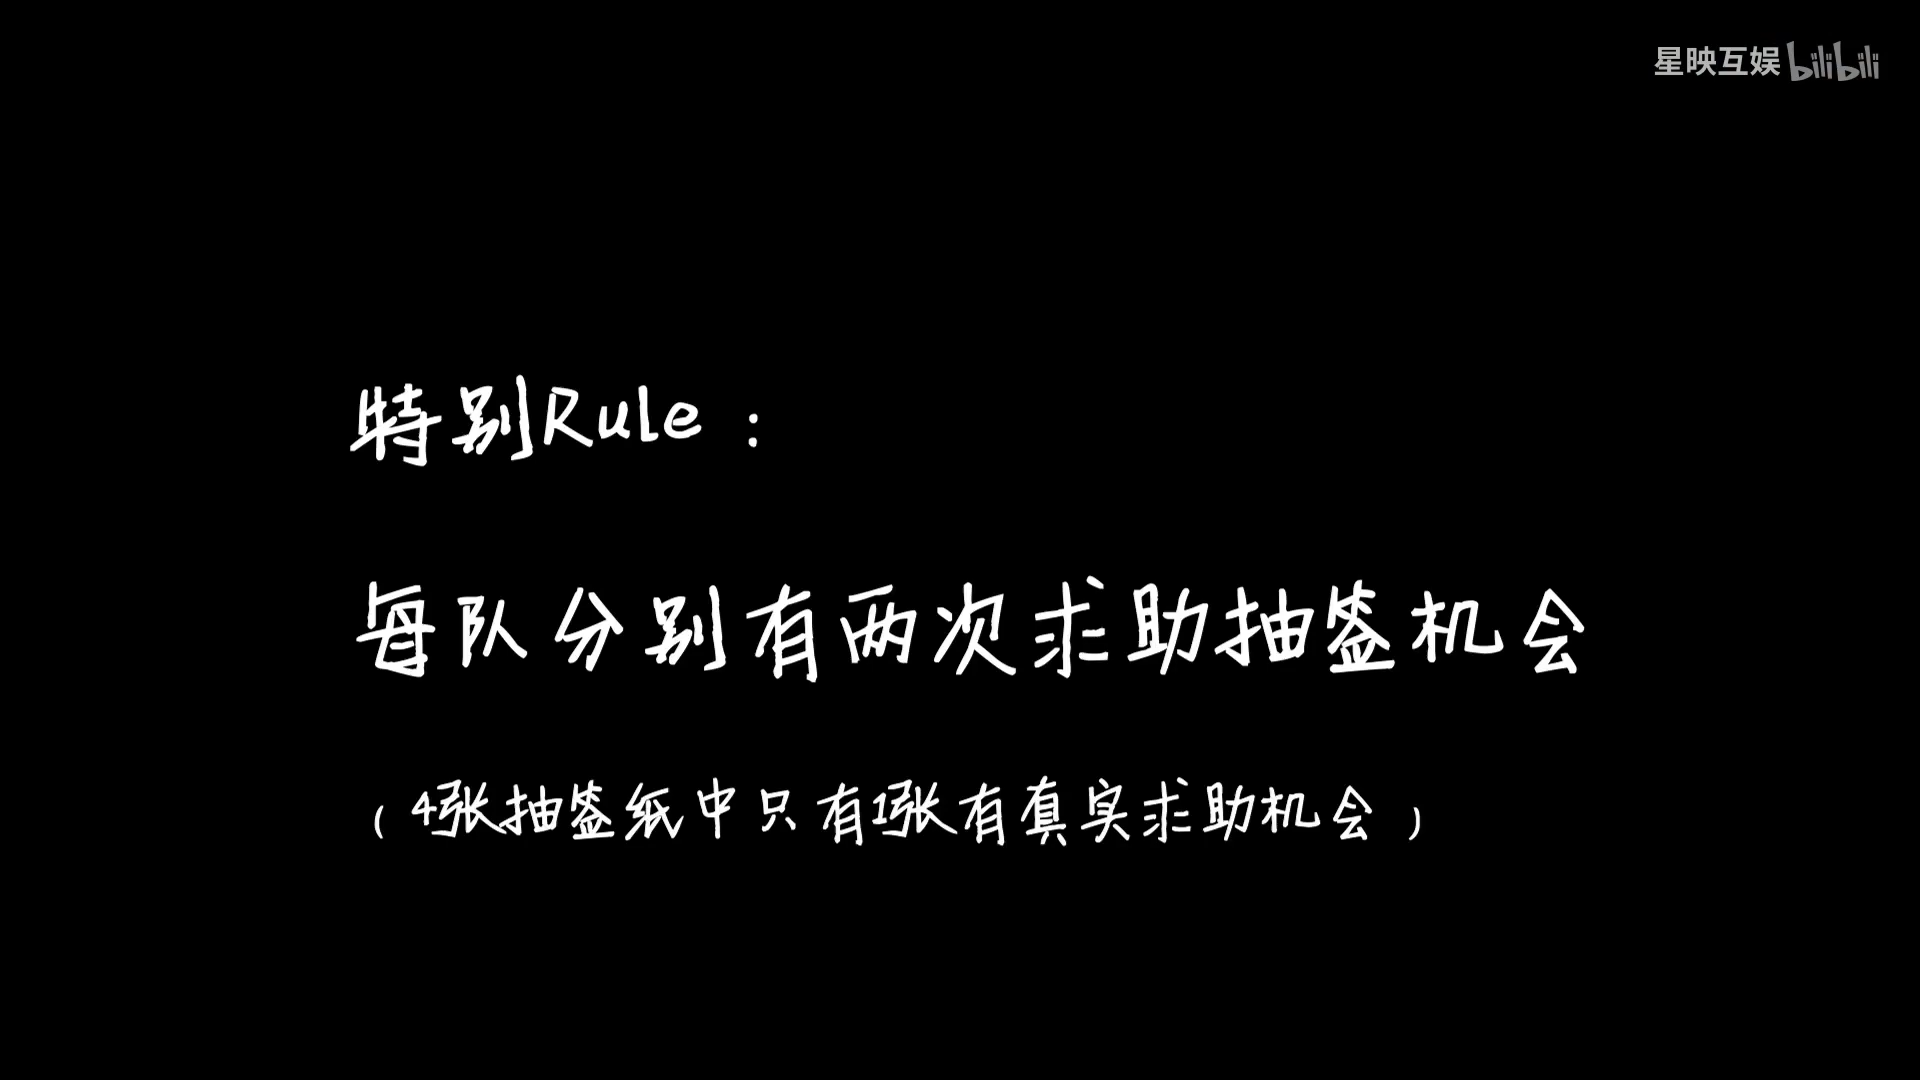 星映互娱 bilibili
特别Rule：
每队分别有两次求助抽签机会
（4张抽签纸中只有1张有真实求助机会）